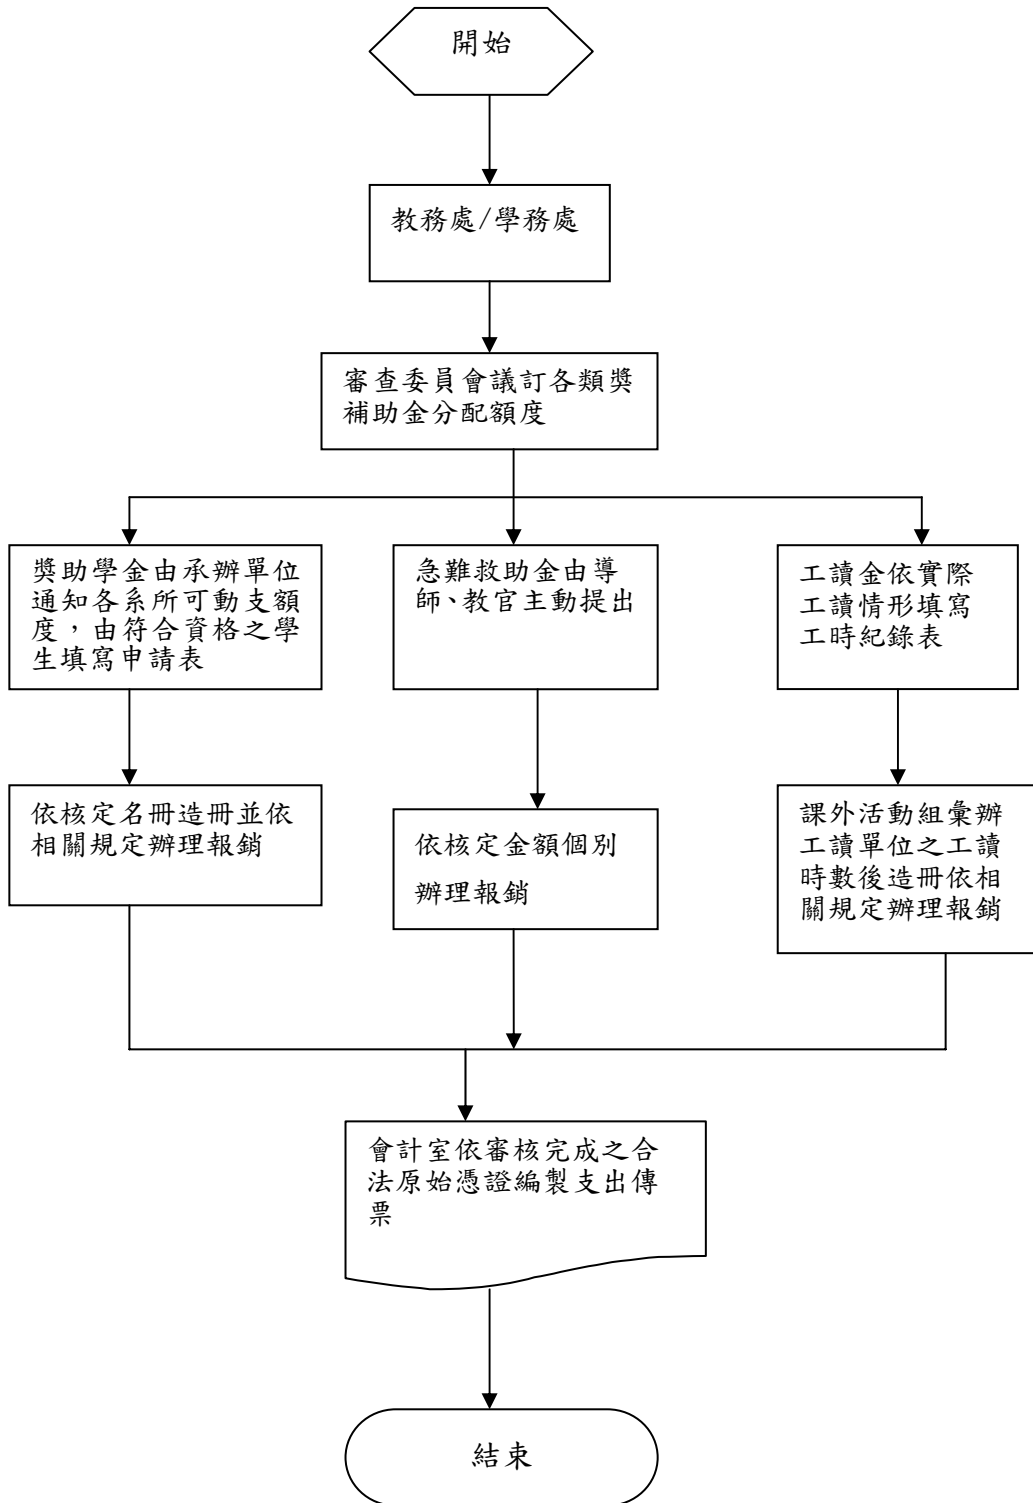 開始
教務處/學務處
審查委員會議訂各類獎
補助金分配額度
獎助學金由承辦單位
通知各系所可動支額
度，由符合資格之學
生填寫申請表
急難救助金由導
師、教官主動提出
工讀金依實際
工讀情形填寫
工時紀錄表
依核定名冊造冊並依
相關規定辦理報銷
依核定金額個別
辦理報銷
課外活動組彙辦
工讀單位之工讀
時數後造冊依相
關規定辦理報銷
會計室依審核完成之合
法原始憑證編製支出傳
票
結束